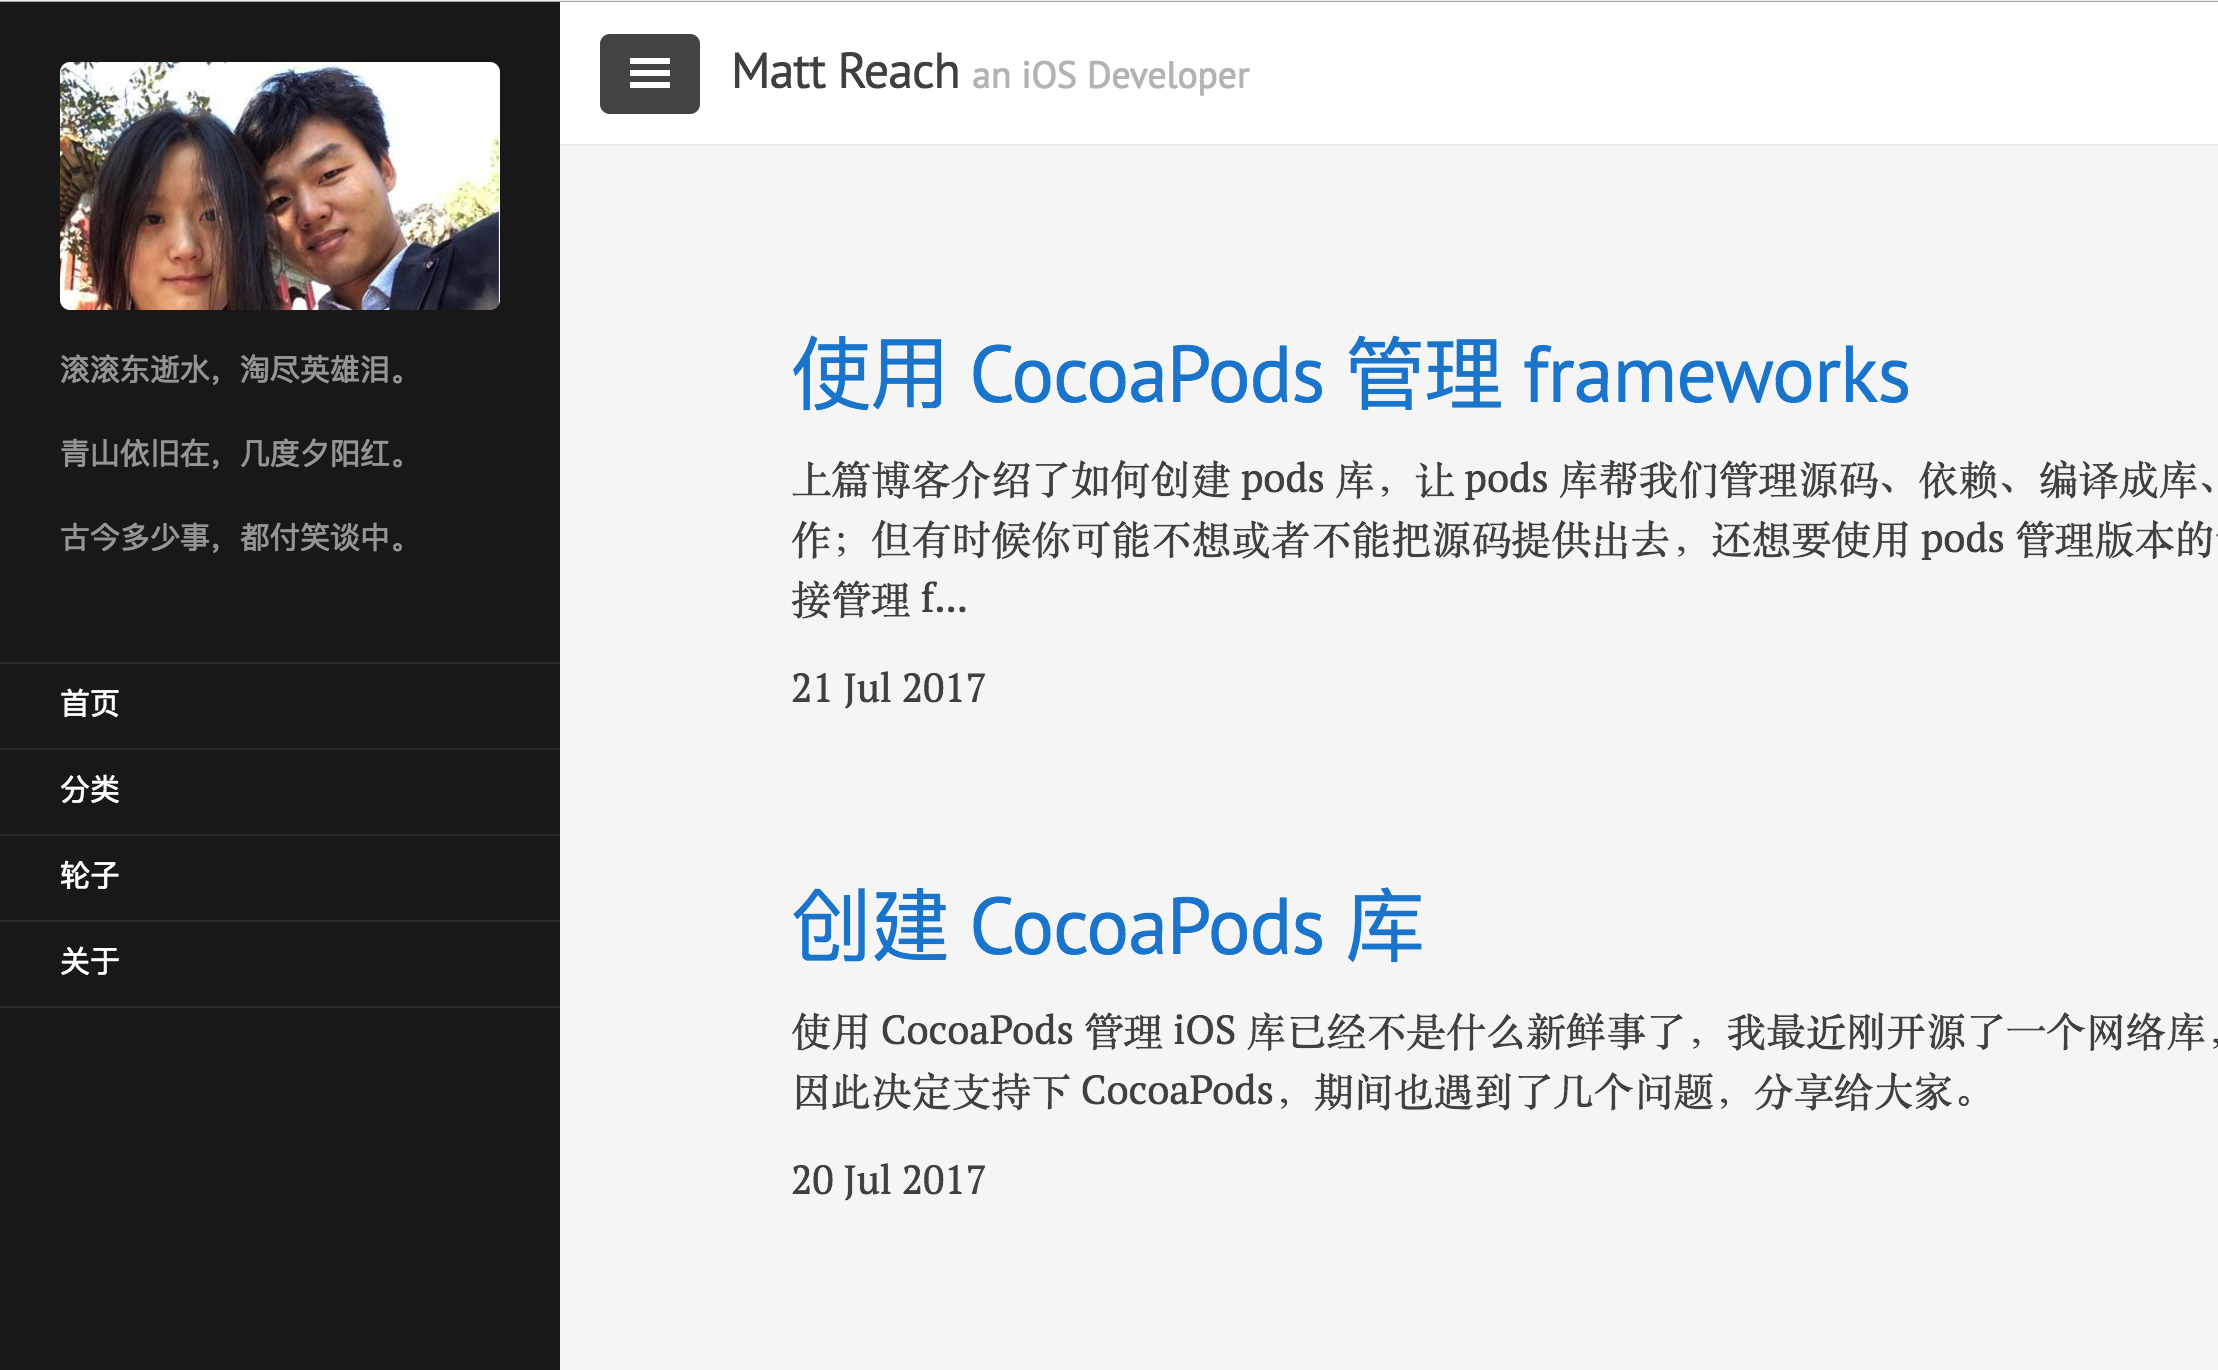 滚滚东逝水，淘尽英雄泪。
青山依旧在，几度夕阳红。
古今多少事，都付笑谈中。
首页
分类
轮子
关于
Matt Reach an iOS Developer
使用 CocoaPods 管理 frameworks
上篇博客介绍了如何创建 pods 库，让 pods 库帮我们管理源码、依赖、编译成库、
作；但有时候你可能不想或者不能把源码提供出去，还想要使用 pods 管理版本的
接管理 f...
21 Jul 2017
创建 CocoaPods 库
使用 CocoaPods 管理 iOS 库已经不是什么新鲜事了，我最近刚开源了一个网络库，
因此决定支持下 CocoaPods，期间也遇到了几个问题，分享给大家。
20 Jul 2017